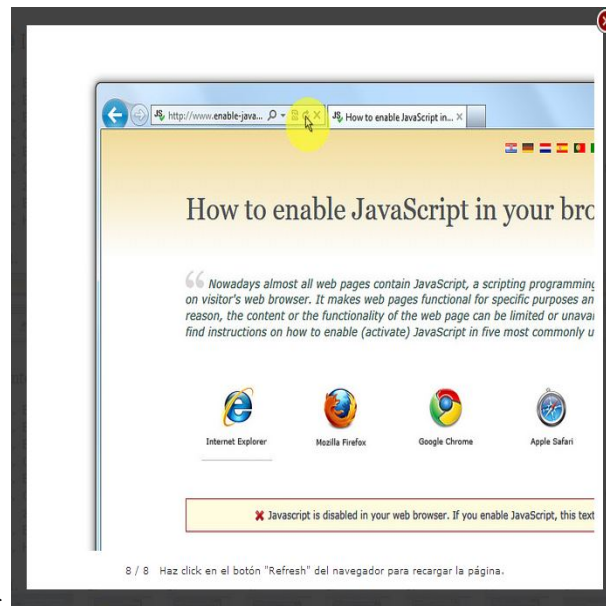 http://www.enable-java...
How to enable JavaScript in...
How to enable JavaScript in your bro
Nowadays almost all web pages contain JavaScript, a scripting programming
on visitor's web browser. It makes web pages functional for specific purposes an
reason, the content or the functionality of the web page can be limited or unavai
find instructions on how to enable (activate) JavaScript in five most commonly u
Internet Explorer
Mozilla Firefox
Google Chrome
Apple Safari
Javascript is disabled in your web browser. If you enable JavaScript, this text
8 / 8 Haz click en el botón "Refresh" del navegador para recargar la página.